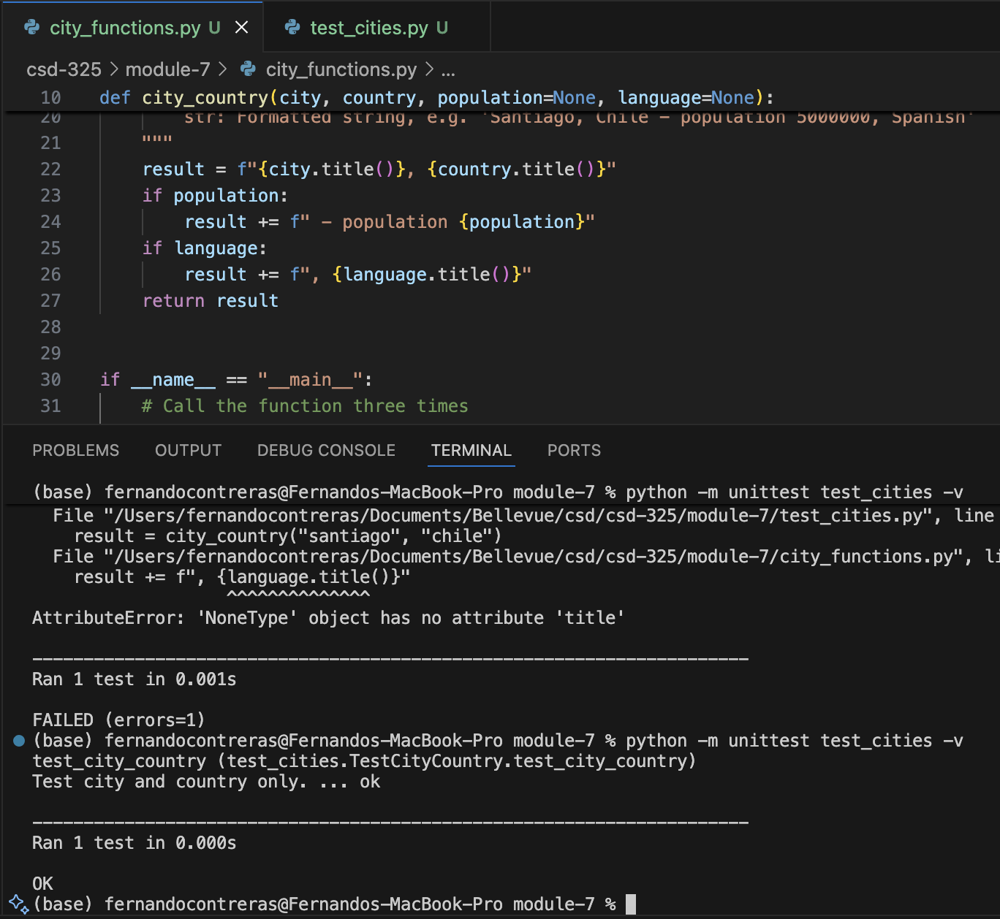 city_functions.py U ×
test_cities.py U
csd-325 > module-7 > city_functions.py > ...
10 def city_country(city, country, population=None, language=None):
20 str: Formatted string, e.g. 'Santiago, Chile - population 5000000, Spanish'
21 """
22 result = f"{city.title()}, {country.title()}"
23 if population:
24 result += f" - population {population}"
25 if language:
26 result += f", {language.title()}"
27 return result
28
29
30 if __name__ == "__main__":
31 # Call the function three times
PROBLEMS OUTPUT DEBUG CONSOLE TERMINAL PORTS
(base) fernandocontreras@Fernandos-MacBook-Pro module-7 % python -m unittest test_cities -v
File "/Users/fernandocontreras/Documents/Bellevue/csd/csd-325/module-7/test_cities.py", line
result = city_country("santiago", "chile")
File "/Users/fernandocontreras/Documents/Bellevue/csd/csd-325/module-7/city_functions.py", li
result += f", {language.title()}"
^^^^^^^^^^^^^^
AttributeError: 'NoneType' object has no attribute 'title'
----------------------------------------------------------------------
Ran 1 test in 0.001s
FAILED (errors=1)
(base) fernandocontreras@Fernandos-MacBook-Pro module-7 % python -m unittest test_cities -v
test_city_country (test_cities.TestCityCountry.test_city_country)
Test city and country only. ... ok
----------------------------------------------------------------------
Ran 1 test in 0.000s
OK
(base) fernandocontreras@Fernandos-MacBook-Pro module-7 %